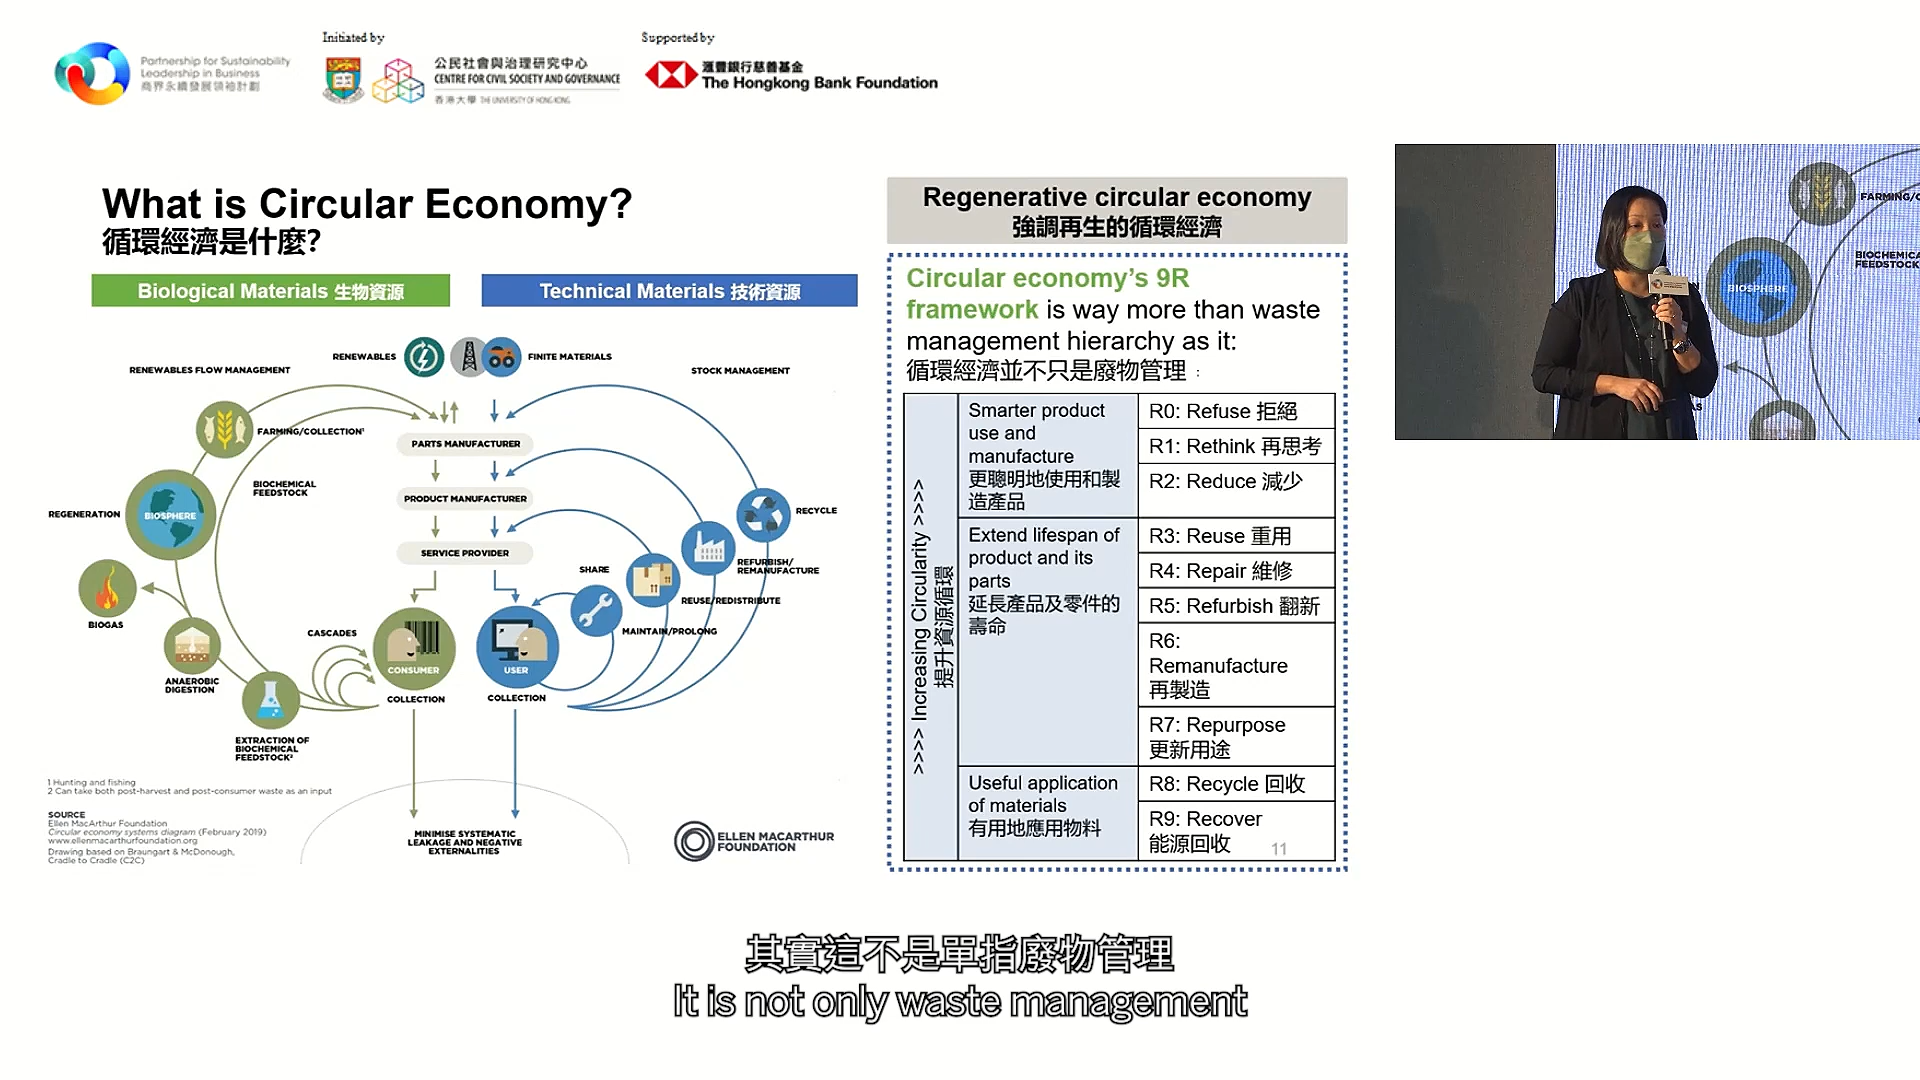 Initiated by
Supported by
Partnership for Sustainability
Leadership in Business
商界永續發展領袖計劃
公民社會與治理研究中心
CENTRE FOR CIVIL SOCIETY AND GOVERNANCE
香港大學 THE UNIVERSITY OF HONG KONG
滙豐銀行慈善基金
The Hongkong Bank Foundation
What is Circular Economy?
循環經濟是什麼?
Biological Materials 生物資源
Technical Materials 技術資源
RENEWABLES
FINITE MATERIALS
RENEWABLES FLOW MANAGEMENT
STOCK MANAGEMENT
FARMING/COLLECTION¹
PARTS MANUFACTURER
BIOCHEMICAL
FEEDSTOCK
PRODUCT MANUFACTURER
REGENERATION
BIOSPHERE
RECYCLE
SERVICE PROVIDER
SHARE
REFURBISH/
REMANUFACTURE
REUSE/REDISTRIBUTE
BIOGAS
CASCADES
MAINTAIN/PROLONG
CONSUMER
USER
ANAEROBIC
DIGESTION
COLLECTION
COLLECTION
EXTRACTION OF
BIOCHEMICAL
FEEDSTOCK²
1 Hunting and fishing
2 Can take both post-harvest and post-consumer waste as an input
SOURCE
Ellen MacArthur Foundation
Circular economy systems diagram (February 2019)
www.ellenmacarthurfoundation.org
Drawing based on Braungart & McDonough,
Cradle to Cradle (C2C)
MINIMISE SYSTEMATIC
LEAKAGE AND NEGATIVE
EXTERNALITIES
ELLEN MACARTHUR
FOUNDATION
Regenerative circular economy
強調再生的循環經濟
Circular economy’s 9R
framework is way more than waste
management hierarchy as it:
循環經濟並不只是廢物管理：
>>>> Increasing Circularity >>>>
提升資源循環
Smarter product
use and
manufacture
更聰明地使用和製
造產品
R0: Refuse 拒絕
R1: Rethink 再思考
R2: Reduce 減少
Extend lifespan of
product and its
parts
延長產品及零件的
壽命
R3: Reuse 重用
R4: Repair 維修
R5: Refurbish 翻新
R6:
Remanufacture
再製造
R7: Repurpose
更新用途
Useful application
of materials
有用地應用物料
R8: Recycle 回收
R9: Recover
能源回收
11
FARMING/C
BIOCHEMICA
FEEDSTOCK
BIOSPHERE
其實這不是單指廢物管理
It is not only waste management